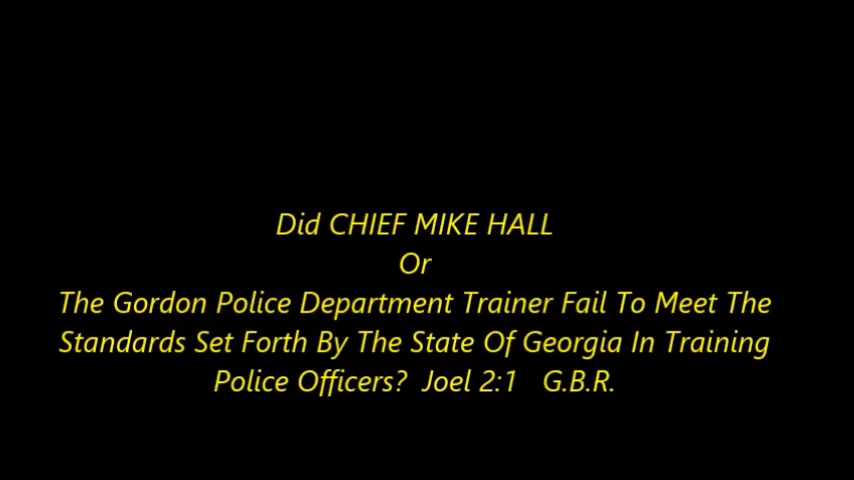 Did CHIEF MIKE HALL
Or
The Gordon Police Department Trainer Fail To Meet The
Standards Set Forth By The State Of Georgia In Training
Police Officers? Joel 2:1 G.B.R.